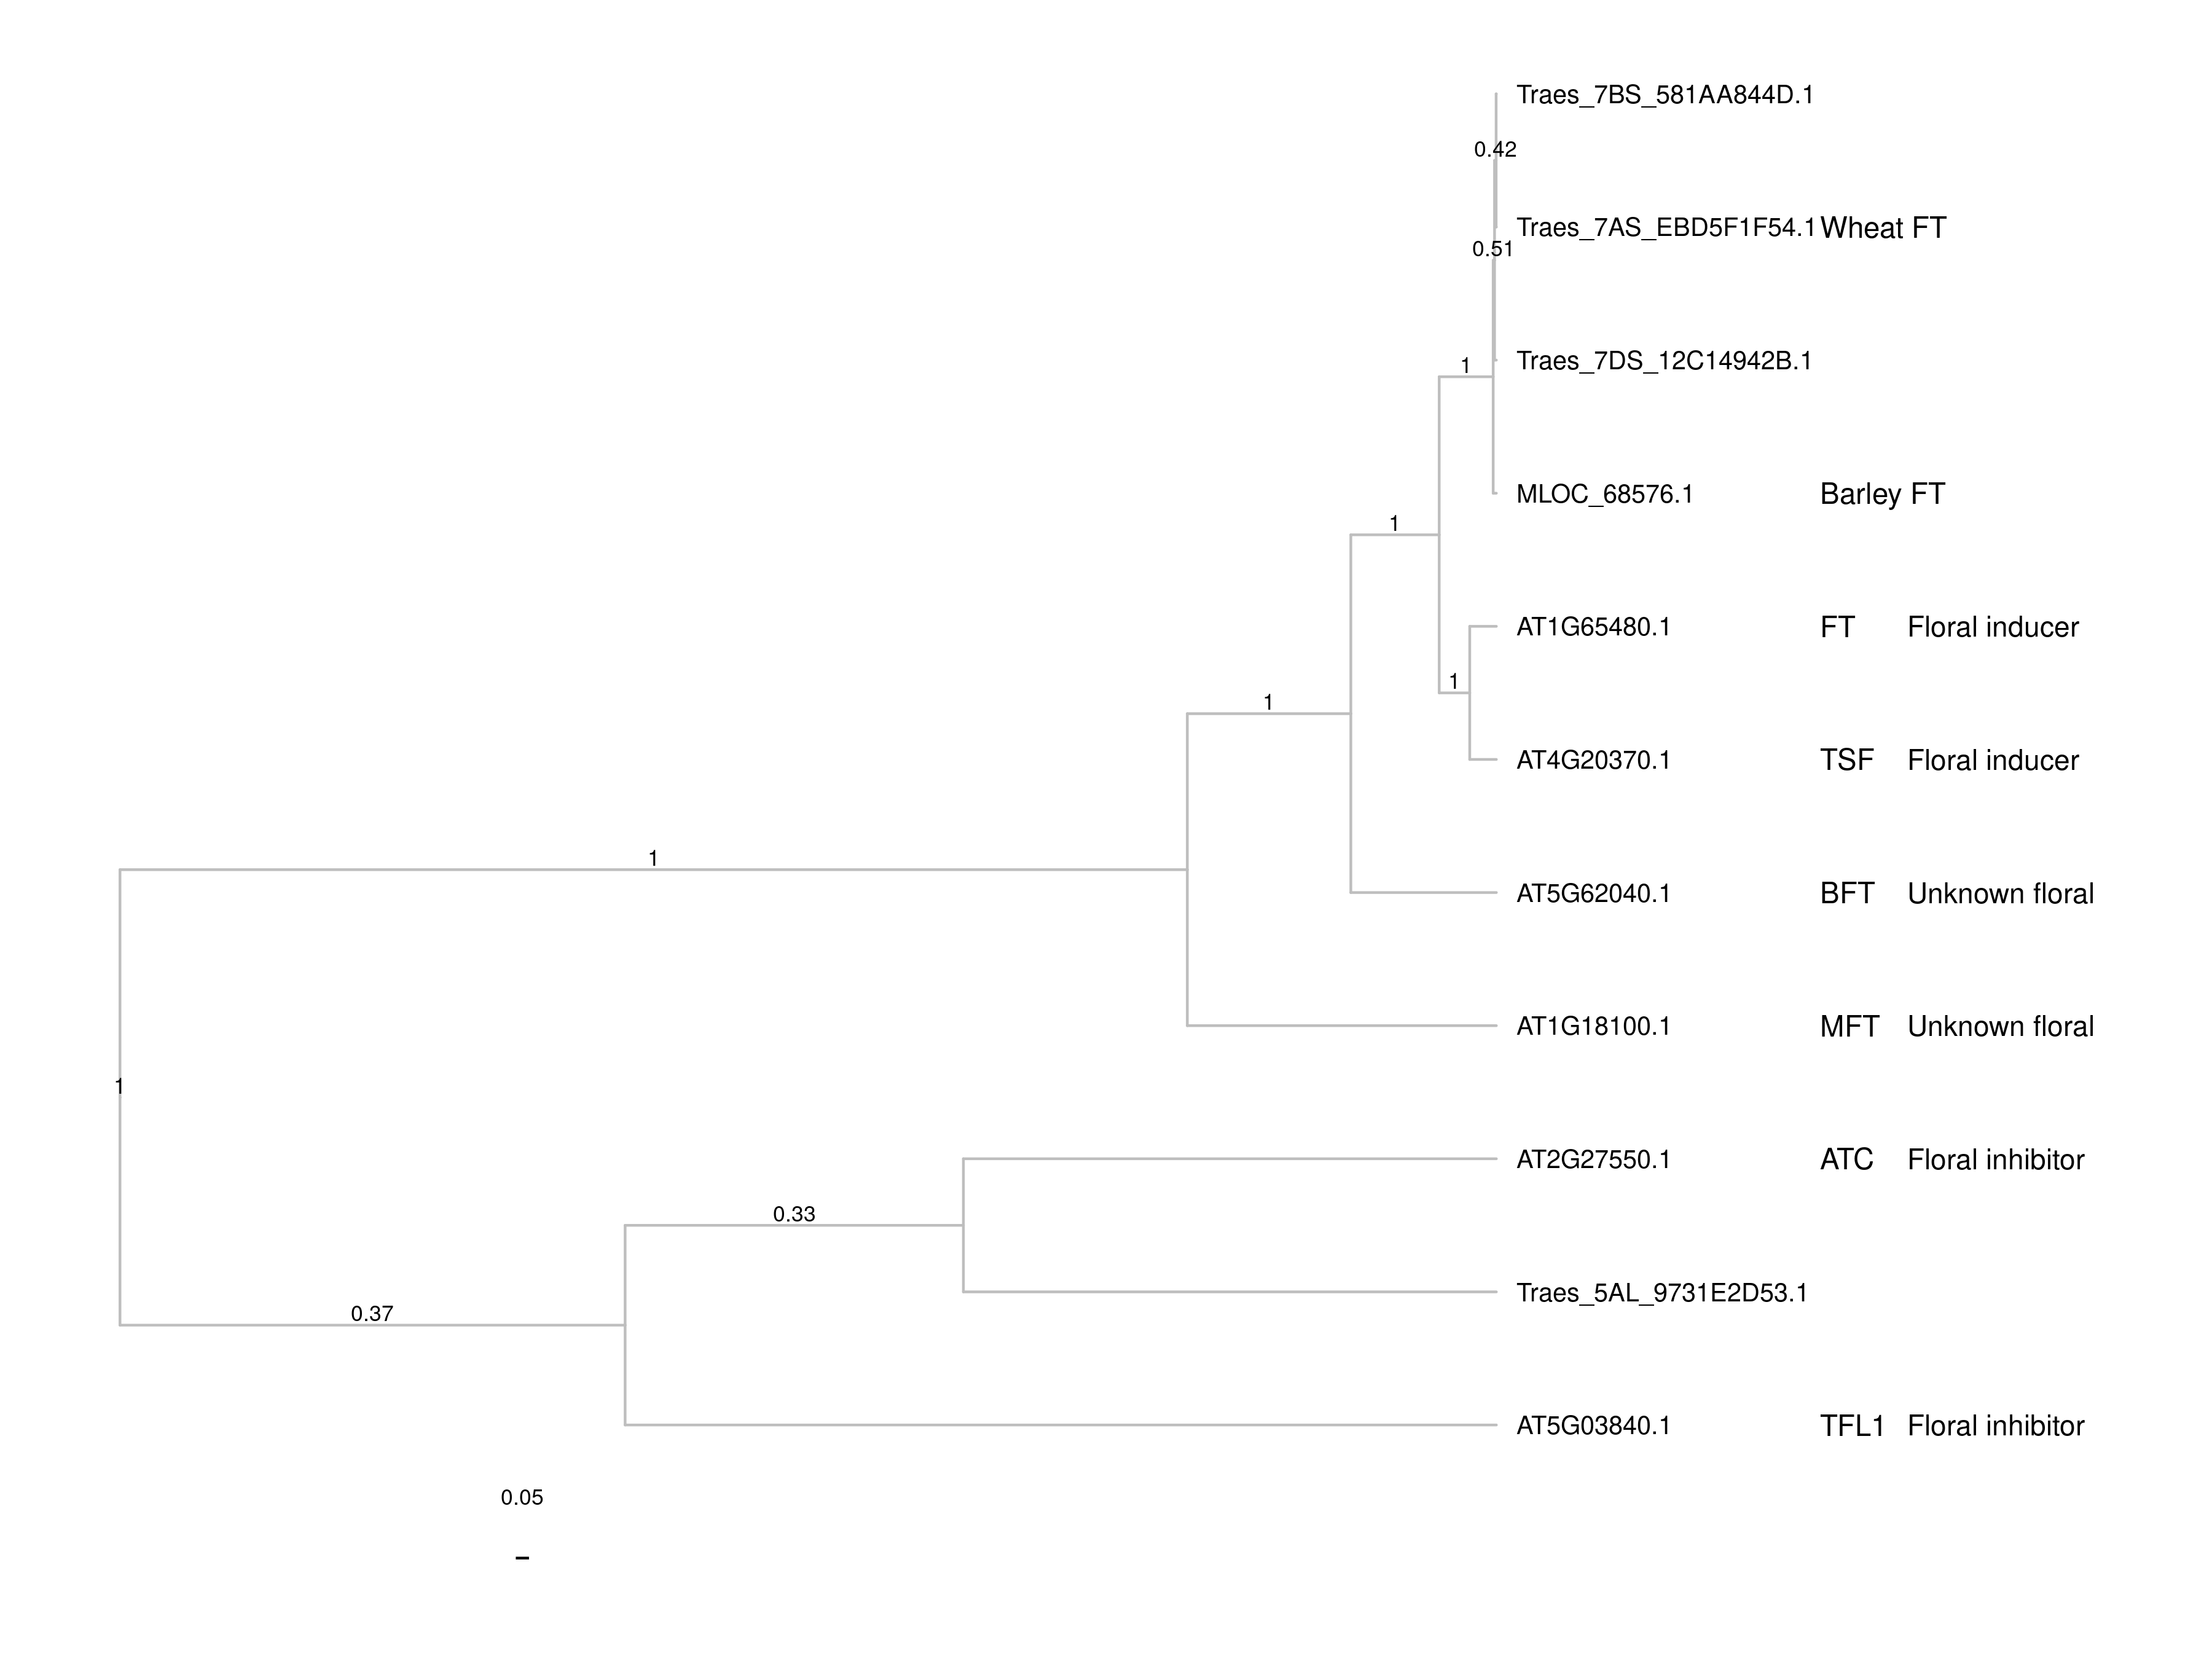 Traes_7BS_581AA844D.1
0.42
Traes_7AS_EBD5F1F54.1 Wheat FT
0.51
Traes_7DS_12C14942B.1
1
MLOC_68576.1 Barley FT
1
AT1G65480.1 FT Floral inducer
1
1
AT4G20370.1 TSF Floral inducer
1
AT5G62040.1 BFT Unknown floral
AT1G18100.1 MFT Unknown floral
1
AT2G27550.1 ATC Floral inhibitor
0.33
Traes_5AL_9731E2D53.1
0.37
AT5G03840.1 TFL1 Floral inhibitor
0.05